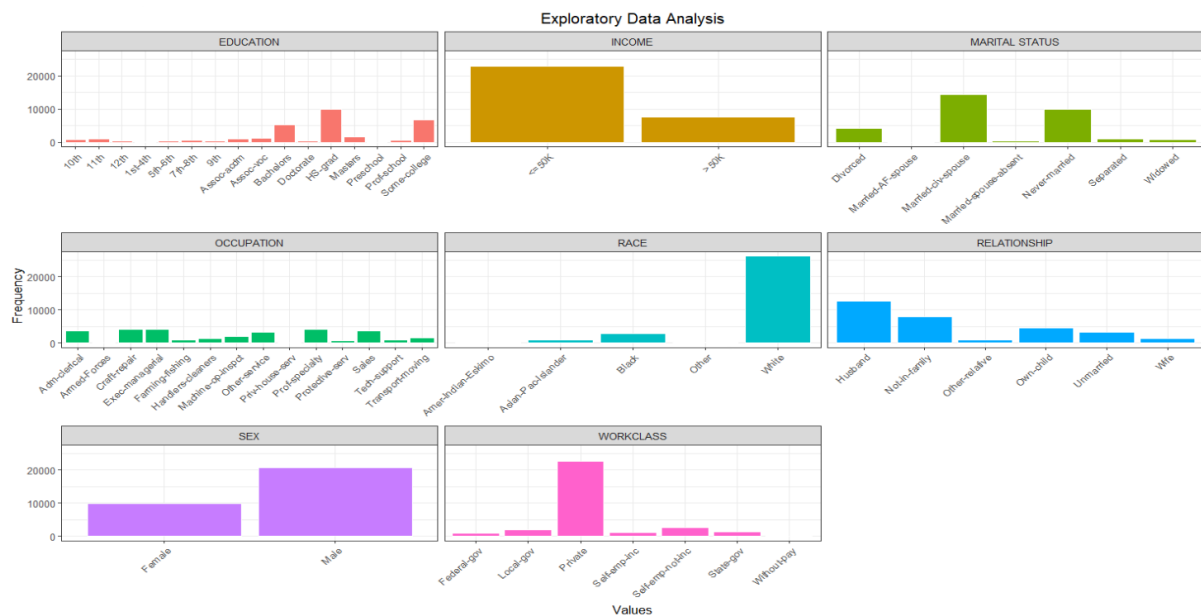 Exploratory Data Analysis
EDUCATION
INCOME
MARITAL STATUS
20000
10000
0
10th
11th
12th
1st-4th
5th-6th
7th-8th
9th
Assoc-acdm
Assoc-voc
Bachelors
Doctorate
HS-grad
Masters
Preschool
Prof-school
Some-college
<=50K
>50K
Divorced
Married-AF-spouse
Married-civ-spouse
Married-spouse-absent
Never-married
Separated
Widowed
OCCUPATION
RACE
RELATIONSHIP
Frequency
20000
10000
0
Adm-clerical
Armed-Forces
Craft-repair
Exec-managerial
Farming-fishing
Handlers-cleaners
Machine-op-inspct
Other-service
Priv-house-serv
Prof-specialty
Protective-serv
Sales
Tech-support
Transport-moving
Amer-Indian-Eskimo
Asian-Pac-Islander
Black
Other
White
Husband
Not-in-family
Other-relative
Own-child
Unmarried
Wife
SEX
WORKCLASS
20000
10000
0
Female
Male
Federal-gov
Local-gov
Private
Self-emp-inc
Self-emp-not-inc
State-gov
Without-pay
Values